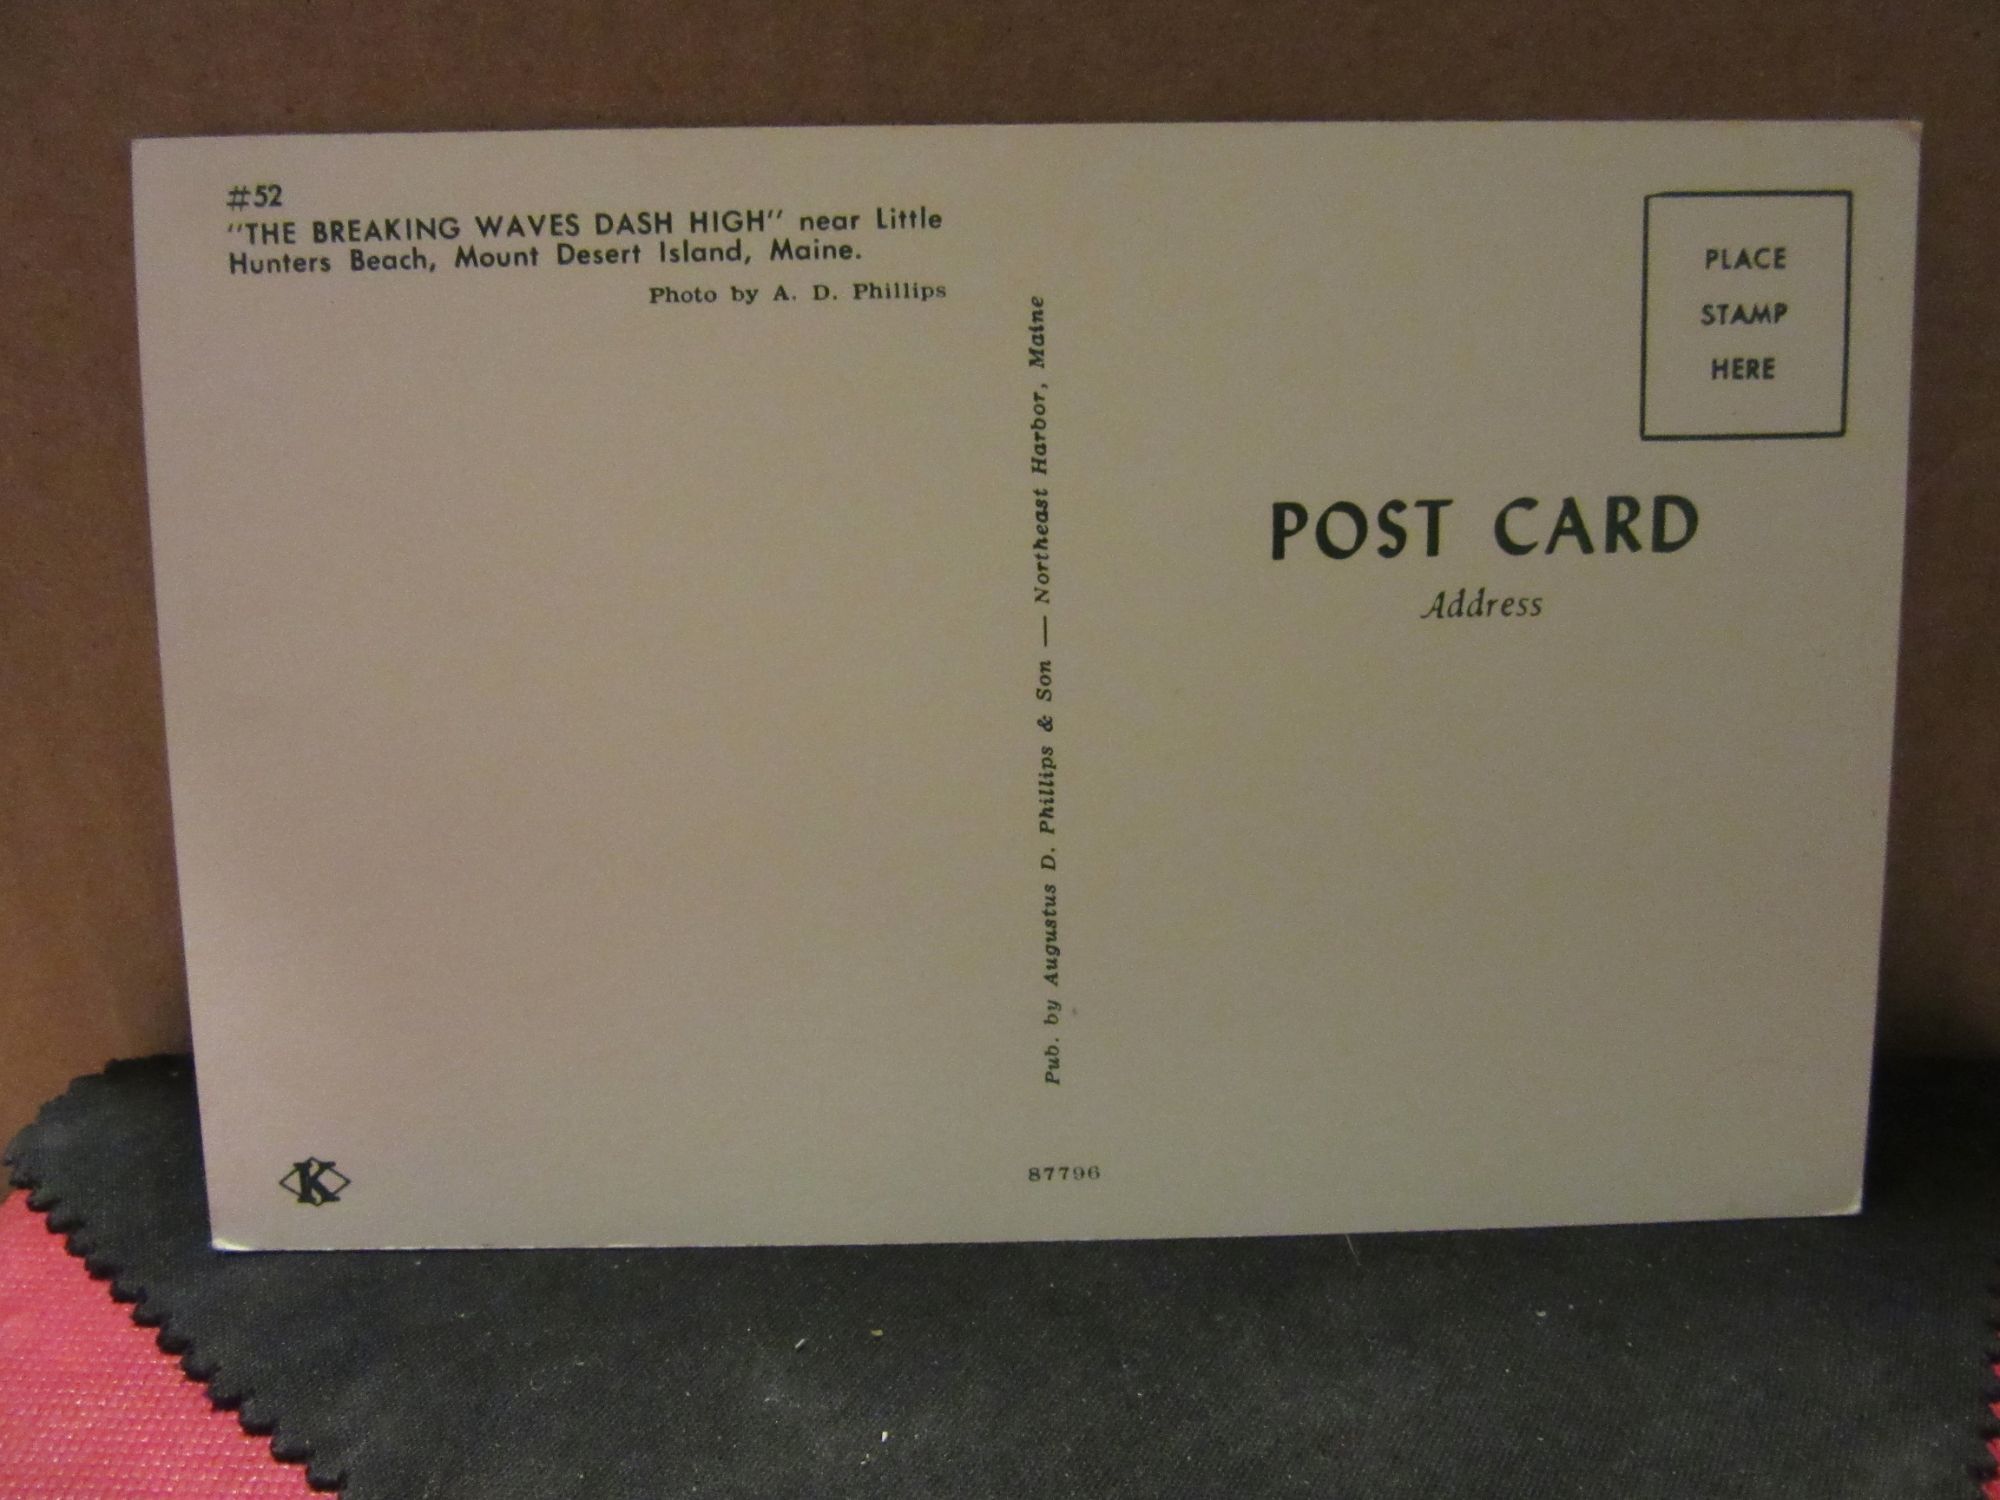 #52
"THE BREAKING WAVES DASH HIGH" near Little
Hunters Beach, Mount Desert Island, Maine.
Photo by A. D. Phillips
Pub. by Augustus D. Phillips & Son — Northeast Harbor, Maine
PLACE
STAMP
HERE
POST CARD
Address
K
87796